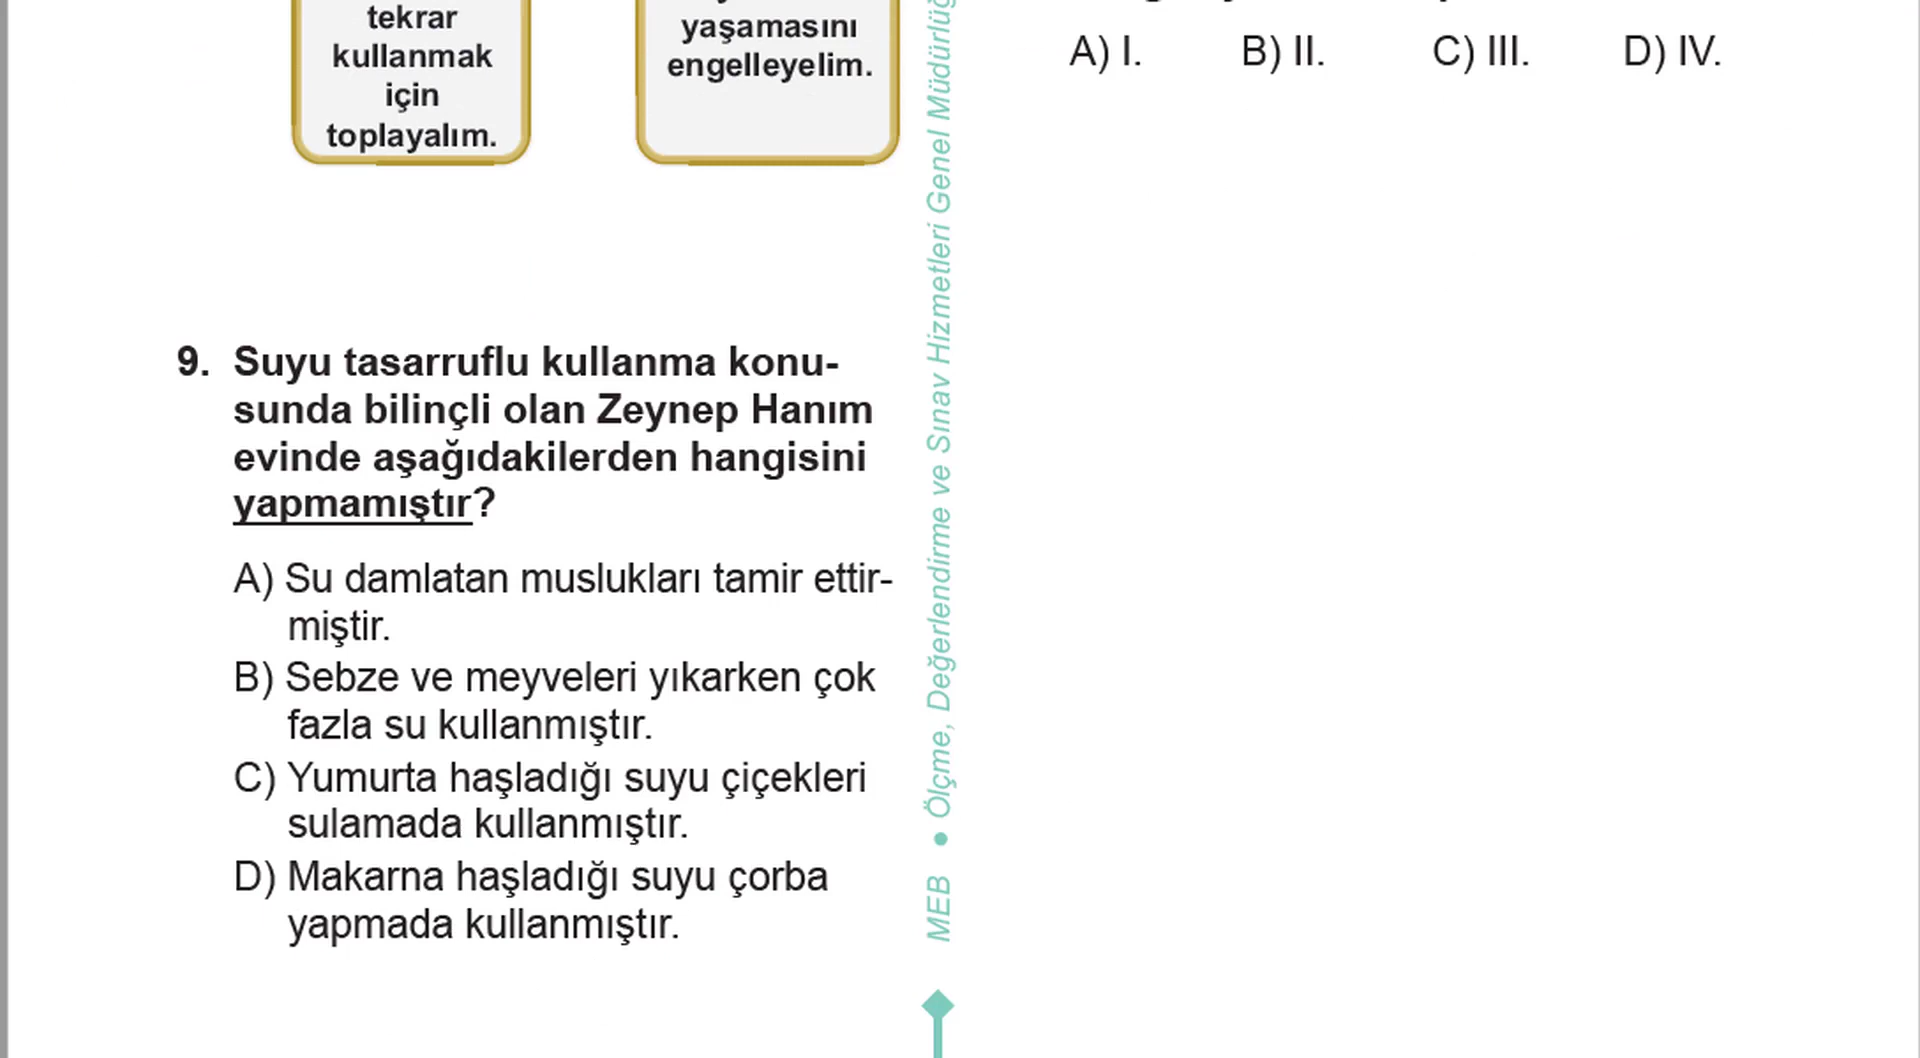 tekrar
kullanmak
için
toplayalım.
yaşamasını
engelleyelim.
9. Suyu tasarruflu kullanma konu-
sunda bilinçli olan Zeynep Hanım
evinde aşağıdakilerden hangisini
yapmamıştır?
A) Su damlatan muslukları tamir ettir-
miştir.
B) Sebze ve meyveleri yıkarken çok
fazla su kullanmıştır.
C) Yumurta haşladığı suyu çiçekleri
sulamada kullanmıştır.
D) Makarna haşladığı suyu çorba
yapmada kullanmıştır.
MEB ● Ölçme, Değerlendirme ve Sınav Hizmetleri Genel Müdürlüğ
A) I. B) II. C) III. D) IV.